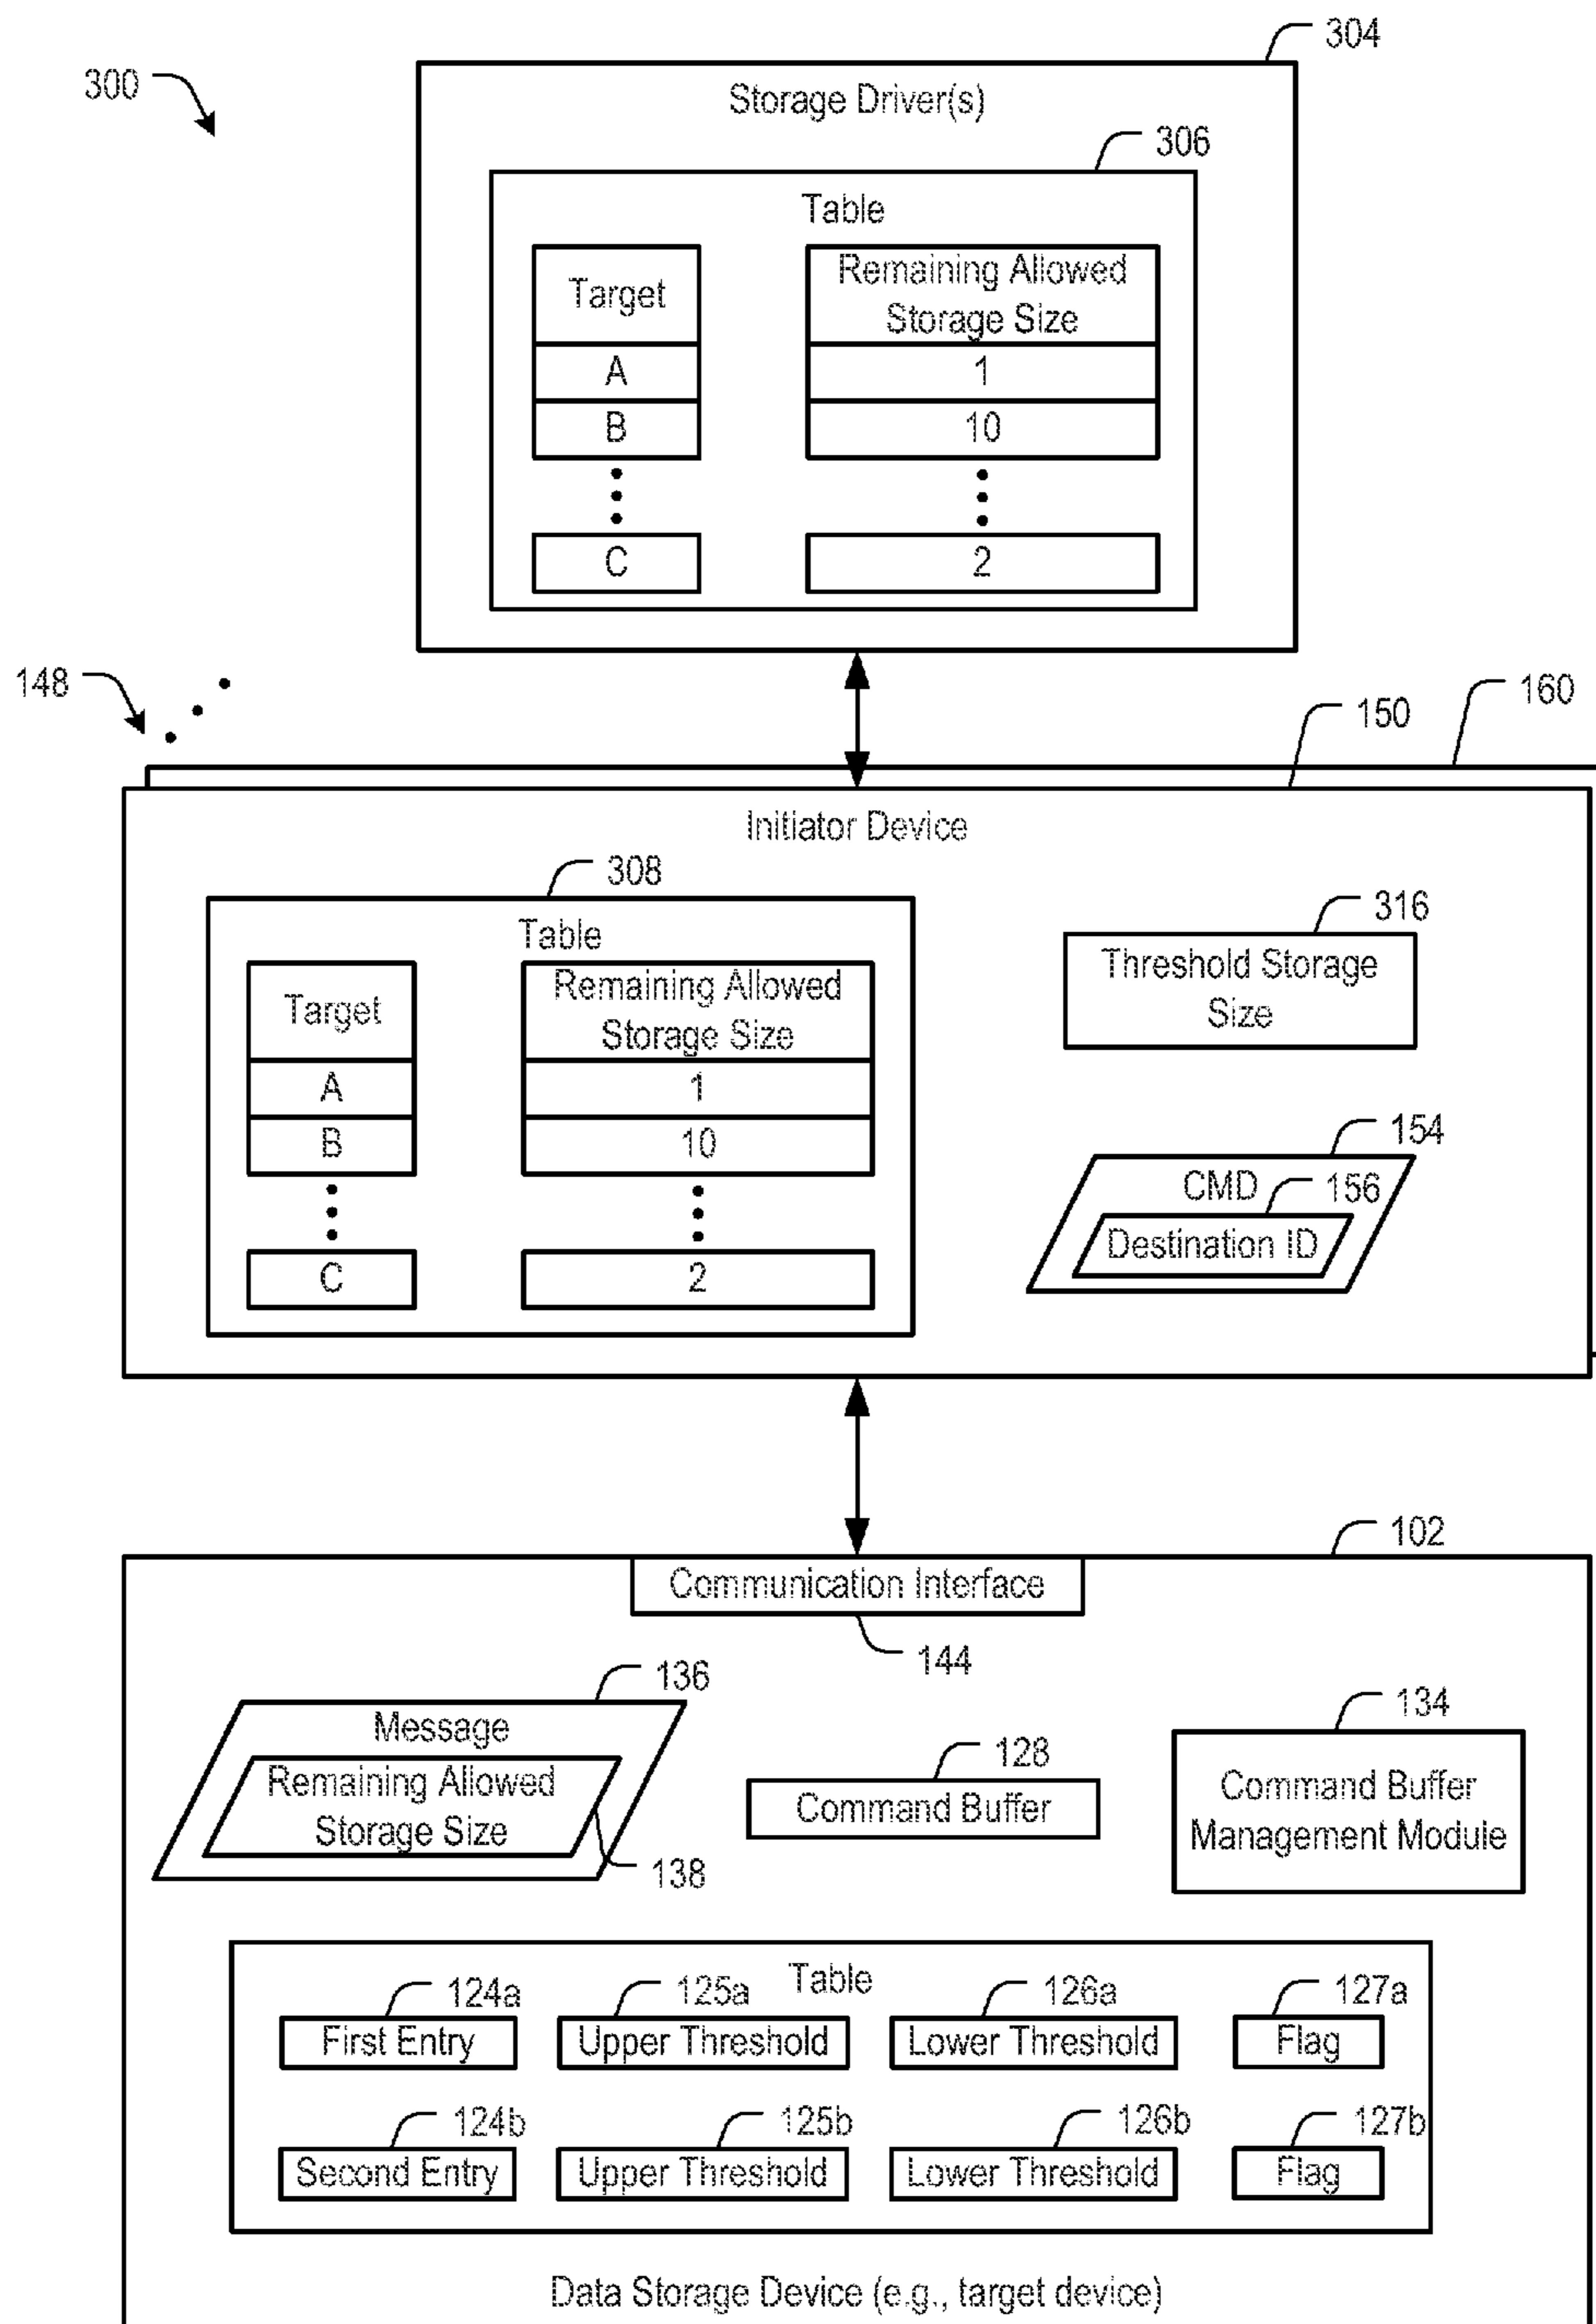 304
300
Storage Driver(s)
306
Table
Target
Remaining Allowed
Storage Size
A
1
B
10
C
2
148
160
150
Initiator Device
308
Table
316
Target
Remaining Allowed
Storage Size
Threshold Storage
Size
A
1
B
10
154
CMD
156
Destination ID
C
2
102
Communication Interface
144
136
Message
Remaining Allowed
Storage Size
138
128
Command Buffer
134
Command Buffer
Management Module
Table
124a
125a
126a
127a
First Entry
Upper Threshold
Lower Threshold
Flag
124b
125b
126b
127b
Second Entry
Upper Threshold
Lower Threshold
Flag
Data Storage Device (e.g., target device)